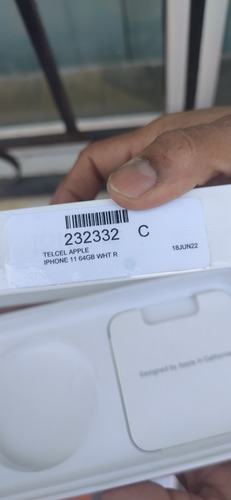 232332 C
TELCEL APPLE 18JUN22
IPHONE 11 64GB WHT R
Designed by Apple in California